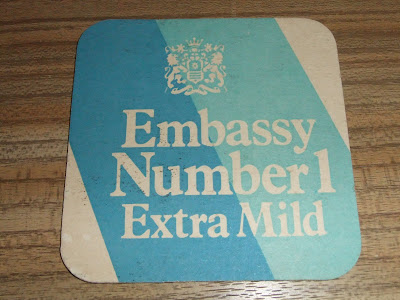 Embassy
Number 1
Extra Mild